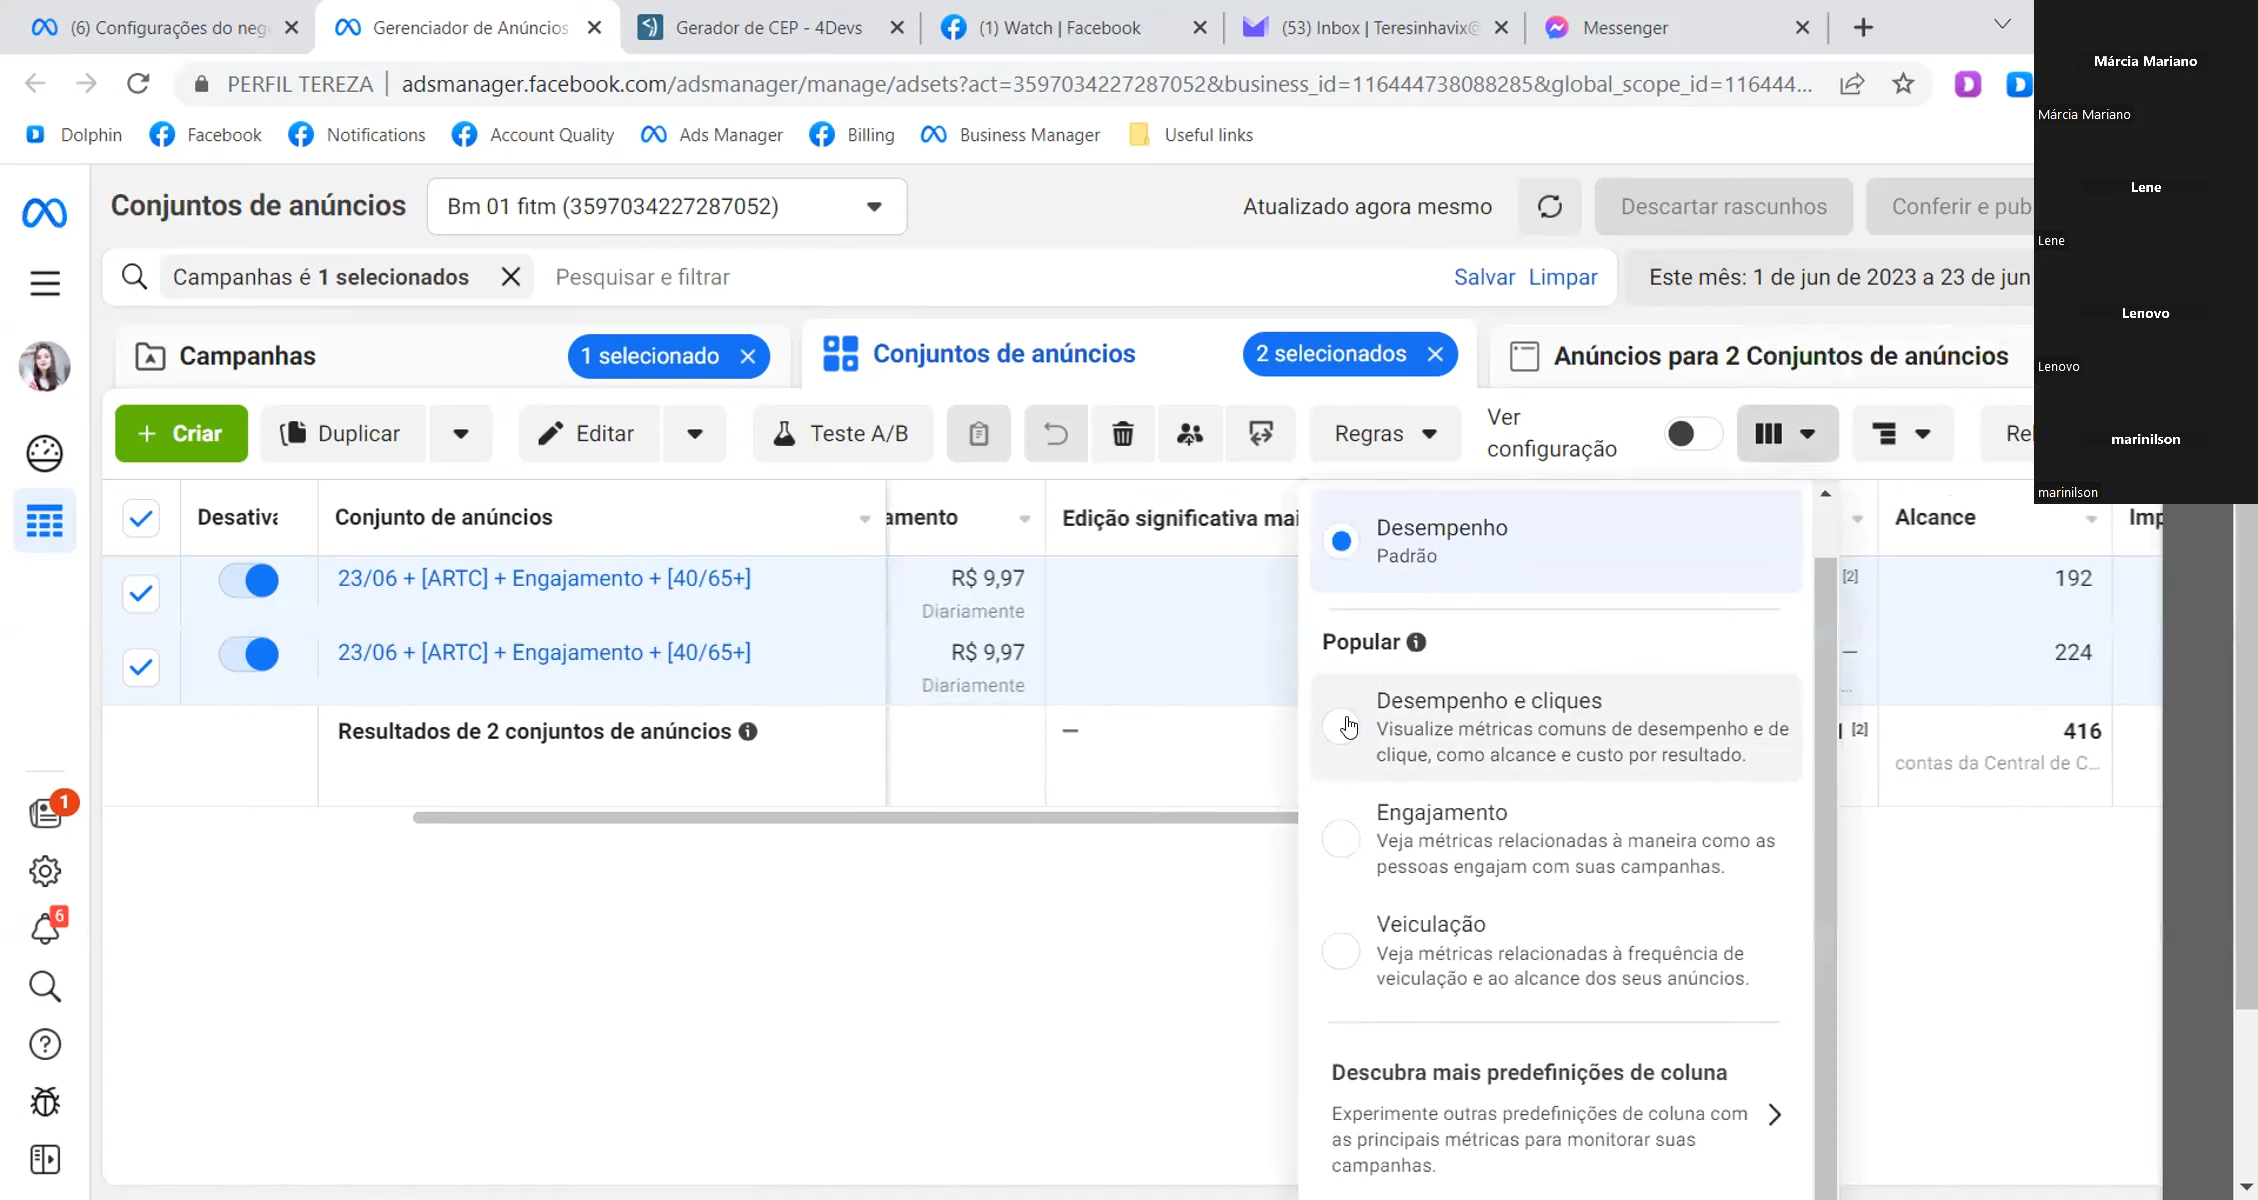 (6) Configurações do neg
Gerenciador de Anúncios
Gerador de CEP - 4Devs
(1) Watch | Facebook
(53) Inbox | Teresinhavix@
Messenger
PERFIL TEREZA
adsmanager.facebook.com/adsmanager/manage/adsets?act=3597034227287052&business_id=116444738088285&global_scope_id=116444...
Dolphin
Facebook
Notifications
Account Quality
Ads Manager
Billing
Business Manager
Useful links
Márcia Mariano
Márcia Mariano
Lene
Lene
Lenovo
Lenovo
marinilson
marinilson
Conjuntos de anúncios
Bm 01 fitm (3597034227287052)
Atualizado agora mesmo
Descartar rascunhos
Conferir e pub
Campanhas é 1 selecionados
Pesquisar e filtrar
Salvar
Limpar
Este mês: 1 de jun de 2023 a 23 de jun
Campanhas
1 selecionado
Conjuntos de anúncios
2 selecionados
Anúncios para 2 Conjuntos de anúncios
+ Criar
Duplicar
Editar
Teste A/B
Regras
Ver
configuração
Rel
Desativa
Conjunto de anúncios
amento
Edição significativa mai
Alcance
Imp
23/06 + [ARTC] + Engajamento + [40/65+]
R$ 9,97
Diariamente
[2]
192
23/06 + [ARTC] + Engajamento + [40/65+]
R$ 9,97
Diariamente
—
224
Resultados de 2 conjuntos de anúncios
—
[2]
416
contas da Central de C...
Desempenho
Padrão
Popular
Desempenho e cliques
Visualize métricas comuns de desempenho e de
clique, como alcance e custo por resultado.
Engajamento
Veja métricas relacionadas à maneira como as
pessoas engajam com suas campanhas.
Veiculação
Veja métricas relacionadas à frequência de
veiculação e ao alcance dos seus anúncios.
Descubra mais predefinições de coluna
Experimente outras predefinições de coluna com
as principais métricas para monitorar suas
campanhas.
1
6